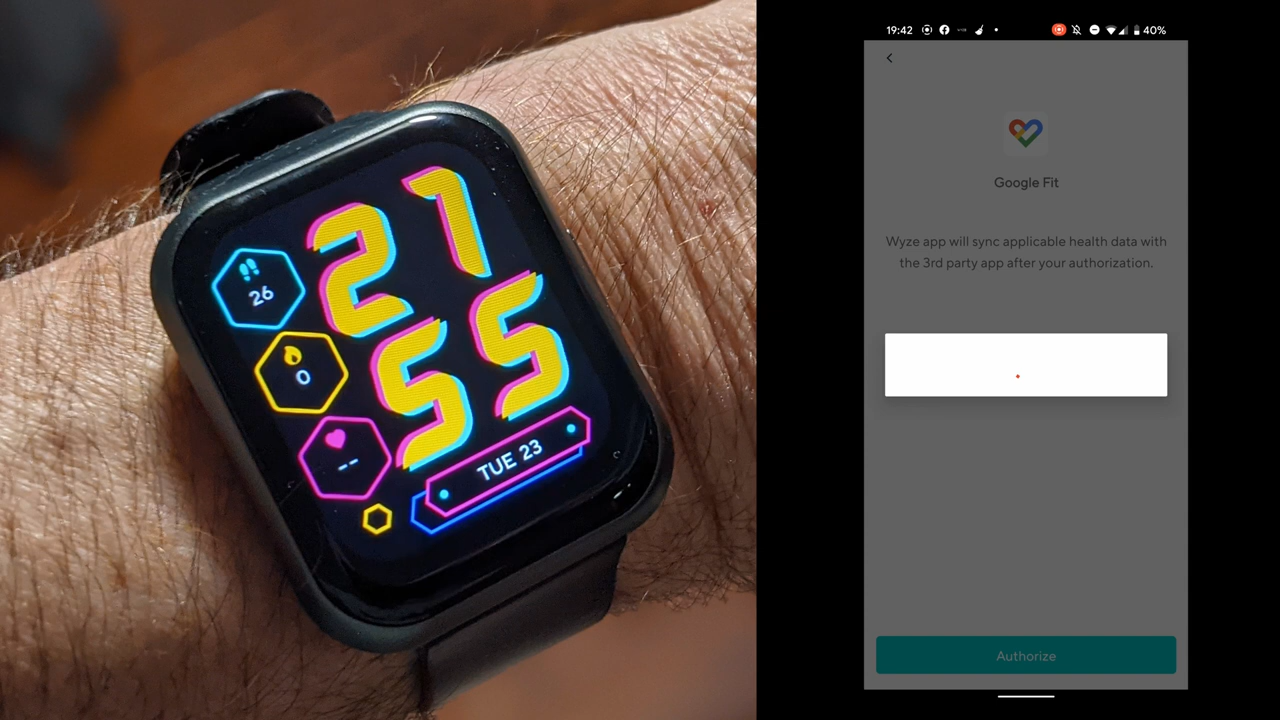 21
55
26
0
--
TUE 23
19:42
40%
Google Fit
Wyze app will sync applicable health data with
the 3rd party app after your authorization.
Authorize